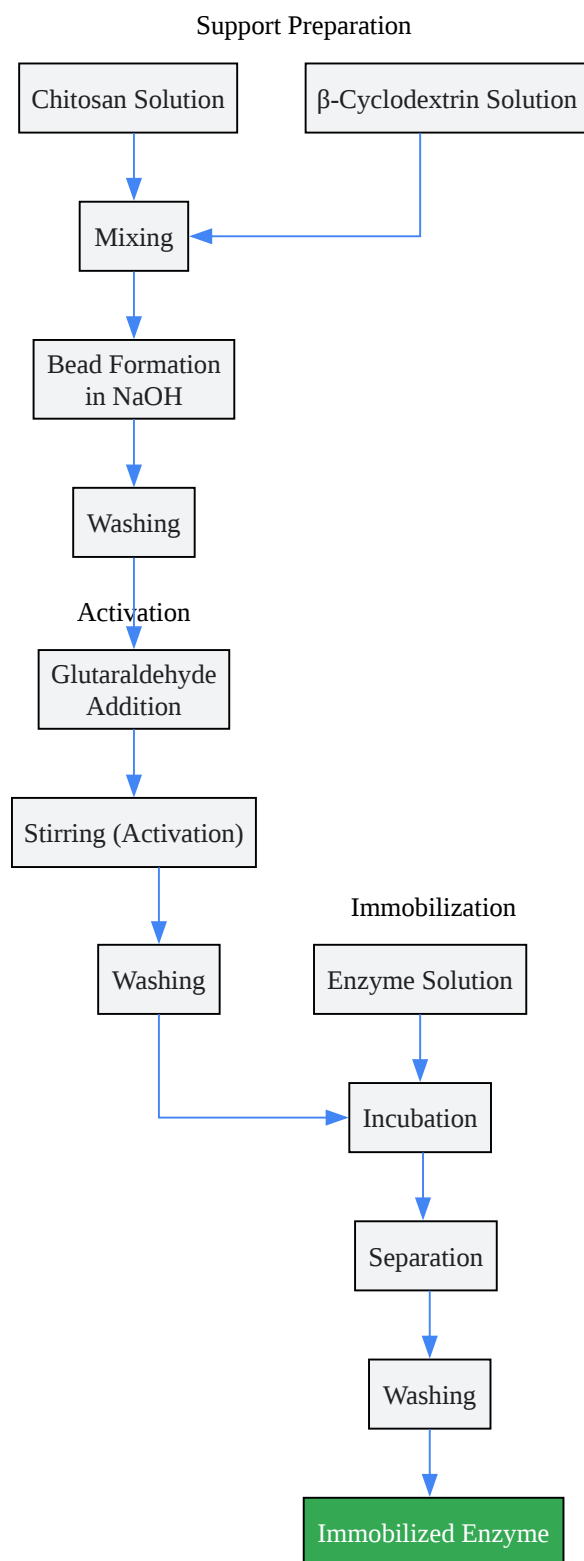 Support Preparation
Chitosan Solution
β-Cyclodextrin Solution
Mixing
Bead Formation
in NaOH
Washing
Activation
Glutaraldehyde
Addition
Stirring (Activation)
Immobilization
Washing
Enzyme Solution
Incubation
Separation
Washing
Immobilized Enzyme